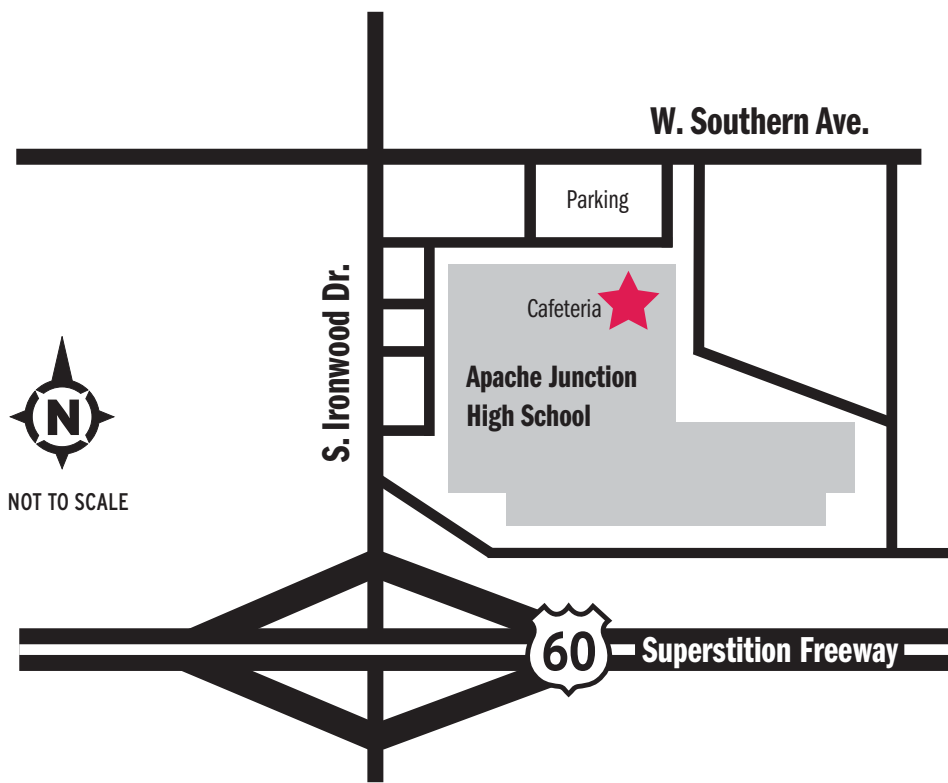 W. Southern Ave.
Parking
S. Ironwood Dr.
Cafeteria
Apache Junction
High School
N
NOT TO SCALE
60
Superstition Freeway